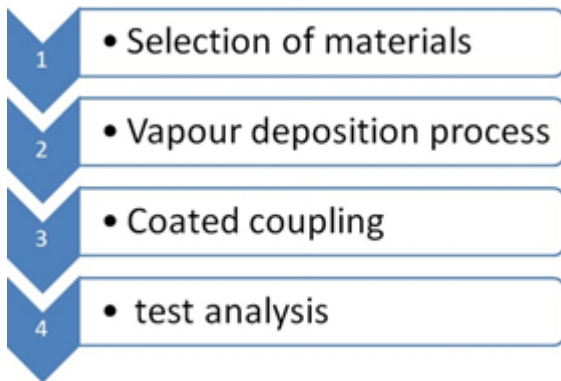 1 • Selection of materials
2 • Vapour deposition process
3 • Coated coupling
4 • test analysis